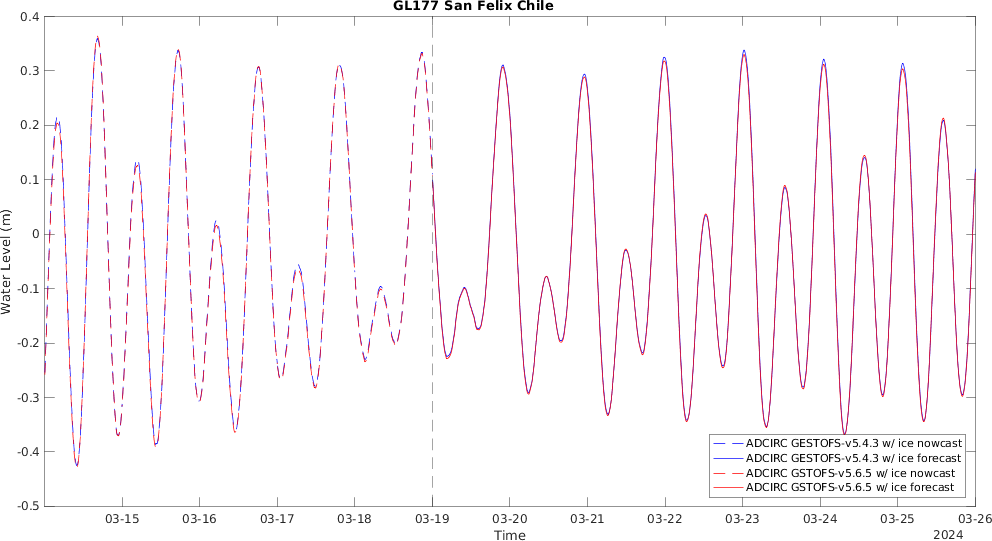 GL177 San Felix Chile
0.4
0.3
0.2
0.1
0
-0.1
-0.2
-0.3
-0.4
-0.5
Water Level (m)
ADCIRC GESTOFS-v5.4.3 w/ ice nowcast
ADCIRC GESTOFS-v5.4.3 w/ ice forecast
ADCIRC GSTOFS-v5.6.5 w/ ice nowcast
ADCIRC GSTOFS-v5.6.5 w/ ice forecast
03-15 03-16 03-17 03-18 03-19 03-20 03-21 03-22 03-23 03-24 03-25 03-26
Time
2024